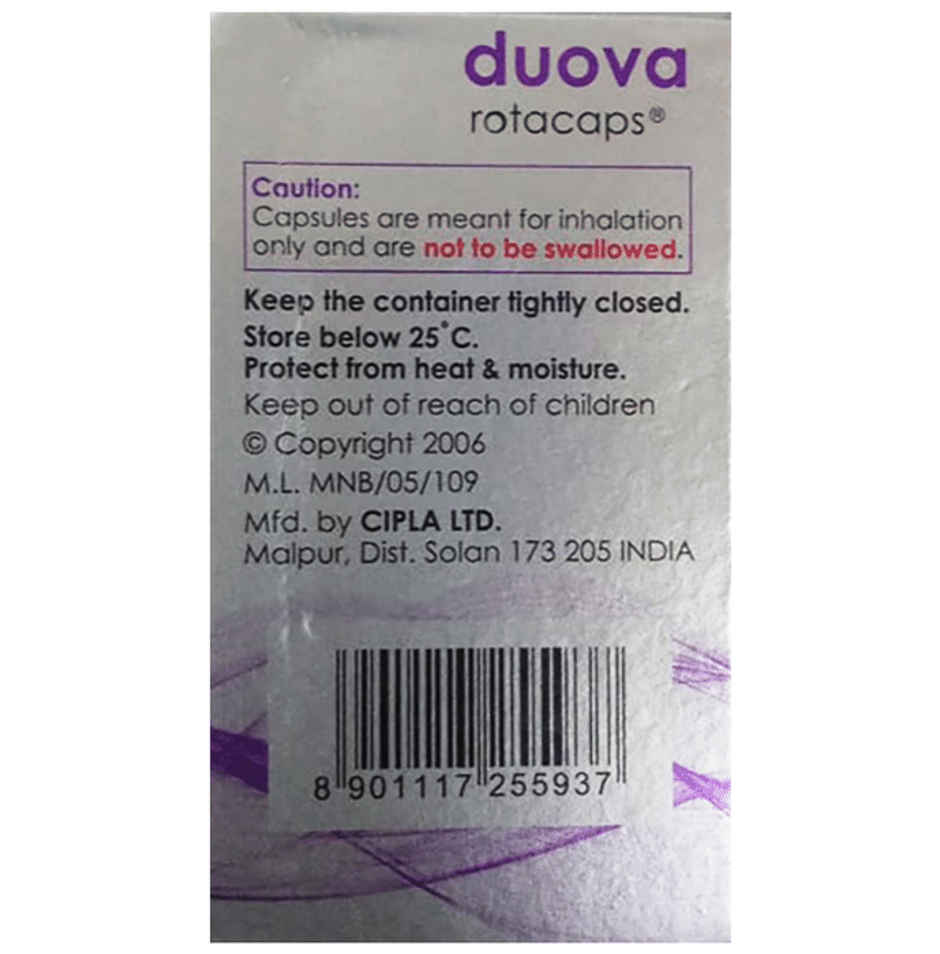 duova
rotacaps®
Caution:
Capsules are meant for inhalation
only and are not to be swallowed.
Keep the container tightly closed.
Store below 25°C.
Protect from heat & moisture.
Keep out of reach of children
© Copyright 2006
M.L. MNB/05/109
Mfd. by CIPLA LTD.
Malpur, Dist. Solan 173 205 INDIA
8 901117 255937